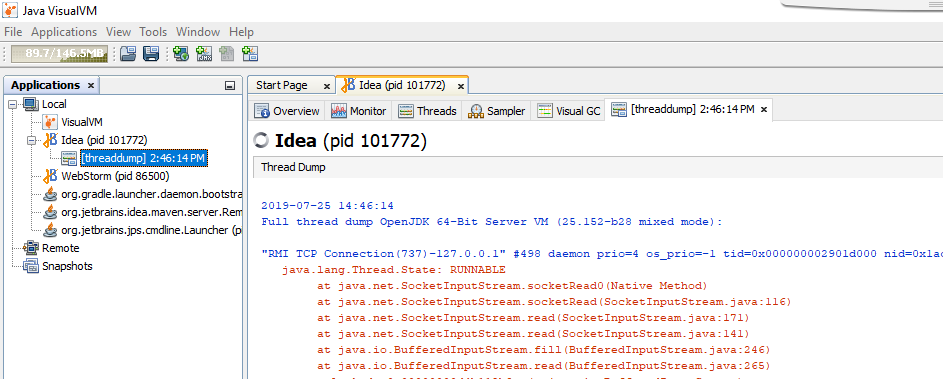 Java VisualVM
File Applications View Tools Window Help
89.7/146.5MB
Applications
Local
VisualVM
Idea (pid 101772)
[threaddump] 2:46:14 PM
WebStorm (pid 86500)
org.gradle.launcher.daemon.bootstra
org.jetbrains.idea.maven.server.Rem
org.jetbrains.jps.cmdline.Launcher (p
Remote
Snapshots
Start Page Idea (pid 101772)
Overview Monitor Threads Sampler Visual GC [threaddump] 2:46:14 PM
Idea (pid 101772)
Thread Dump
2019-07-25 14:46:14
Full thread dump OpenJDK 64-Bit Server VM (25.152-b28 mixed mode):
"RMI TCP Connection(737)-127.0.0.1" #498 daemon prio=4 os_prio=-1 tid=0x000000002901d000 nid=0x1ac
java.lang.Thread.State: RUNNABLE
at java.net.SocketInputStream.socketRead0(Native Method)
at java.net.SocketInputStream.socketRead(SocketInputStream.java:116)
at java.net.SocketInputStream.read(SocketInputStream.java:171)
at java.net.SocketInputStream.read(SocketInputStream.java:141)
at java.io.BufferedInputStream.fill(BufferedInputStream.java:246)
at java.io.BufferedInputStream.read(BufferedInputStream.java:265)